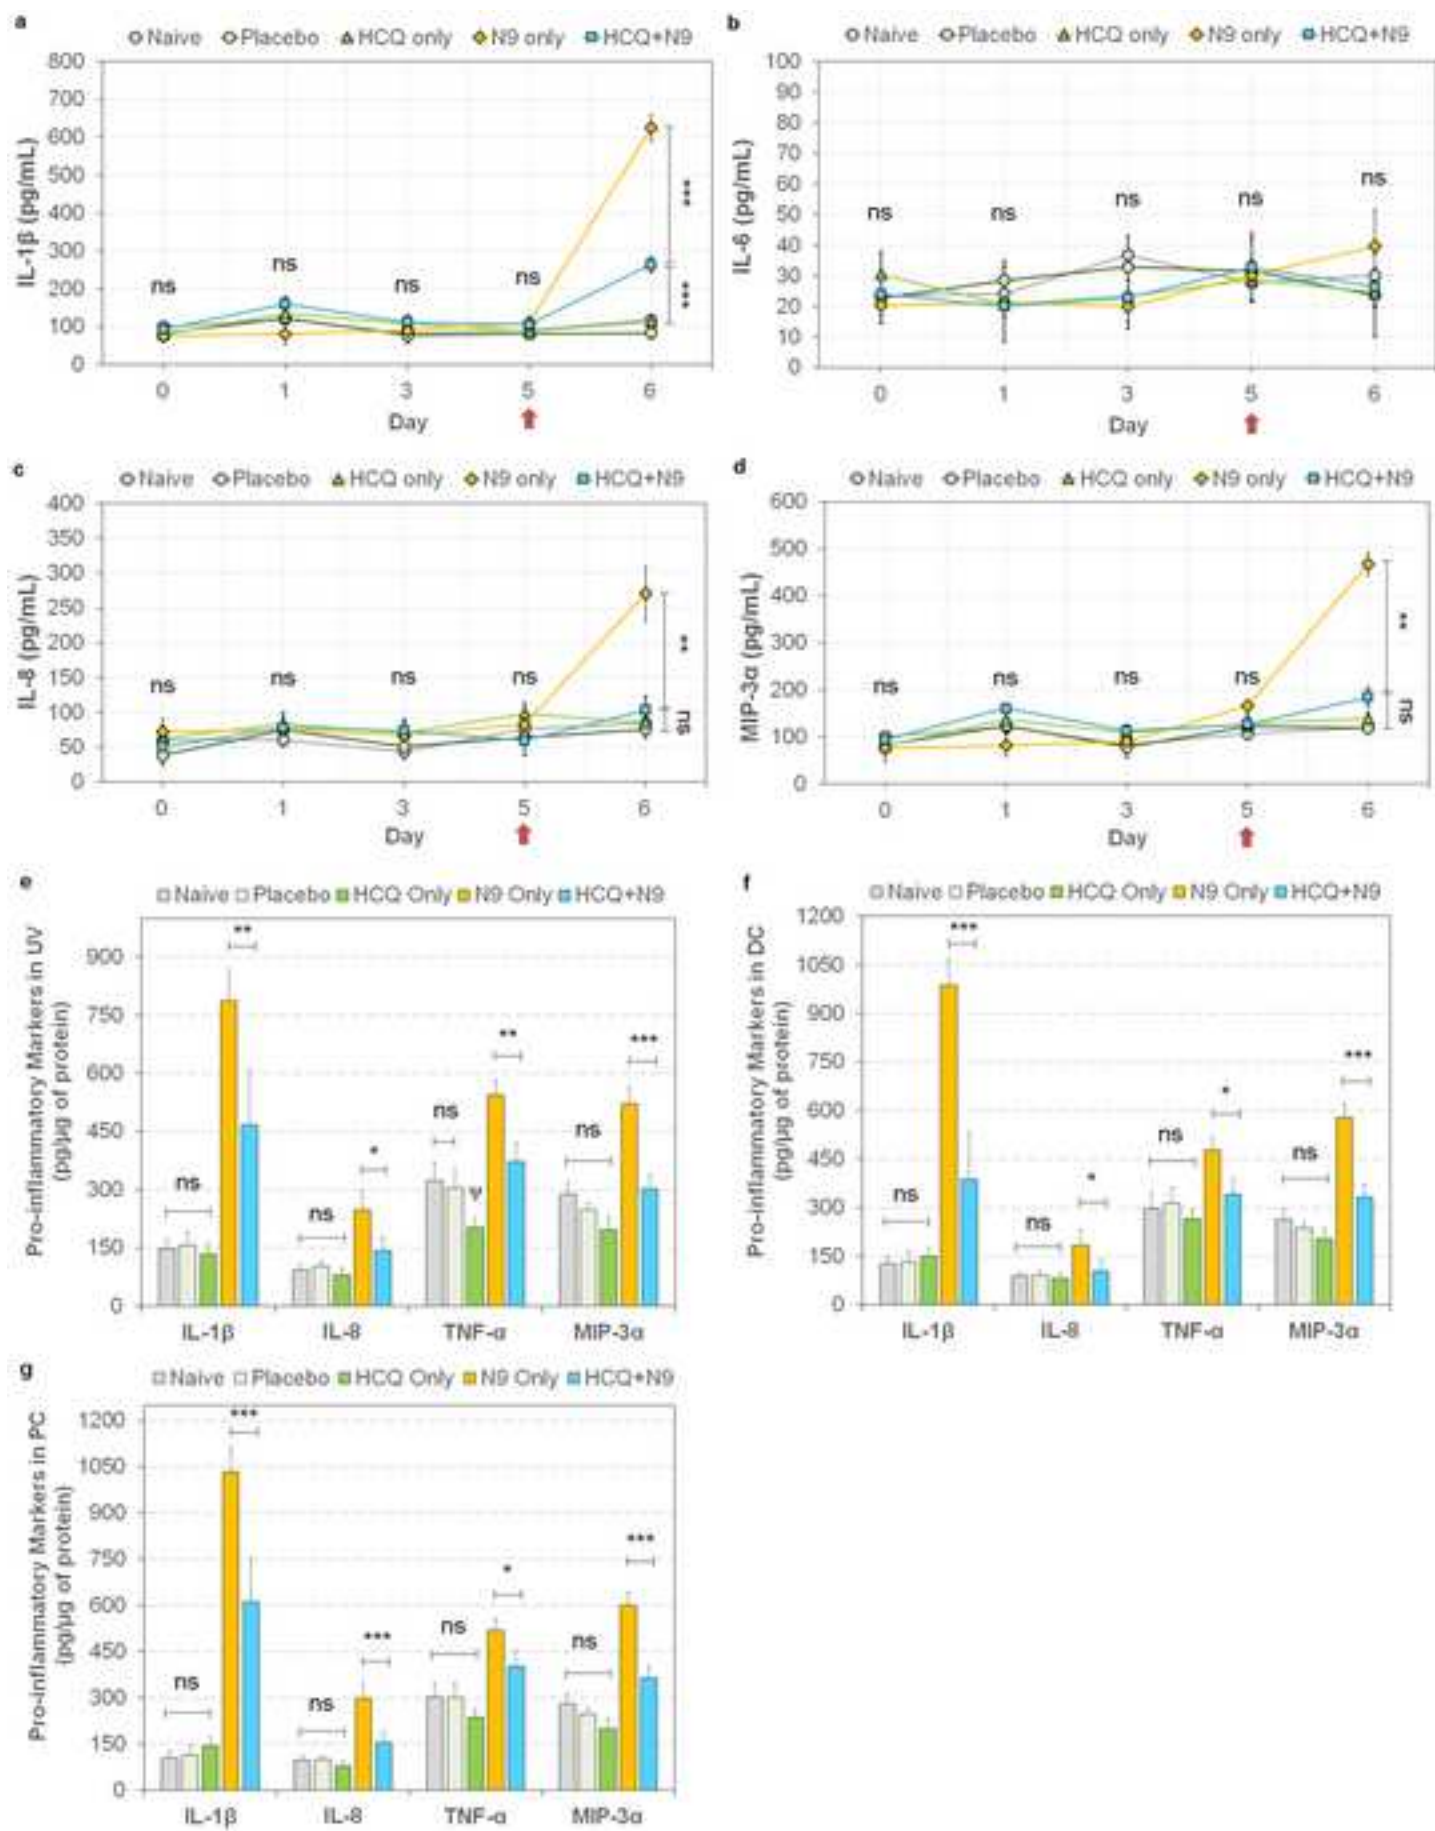 a
Naive Placebo HCQ only N9 only HCQ+N9
IL-1β (pg/mL)
800
700
600
500
400
300
200
100
0
ns ns ns ns *** ***
0 1 3 5 6
Day
b
Naive Placebo HCQ only N9 only HCQ+N9
IL-6 (pg/mL)
100
90
80
70
60
50
40
30
20
10
0
ns ns ns ns ns
0 1 3 5 6
Day
c
Naive Placebo HCQ only N9 only HCQ+N9
IL-8 (pg/mL)
400
350
300
250
200
150
100
50
0
ns ns ns ns ** ns
0 1 3 5 6
Day
d
Naive Placebo HCQ only N9 only HCQ+N9
MIP-3α (pg/mL)
600
500
400
300
200
100
0
ns ns ns ns ** ns
0 1 3 5 6
Day
e
Naive Placebo HCQ Only N9 Only HCQ+N9
Pro-inflammatory Markers in UV
(pg/µg of protein)
900
750
600
450
300
150
0
ns ** ns * ns Ψ ** ns ***
IL-1β IL-8 TNF-α MIP-3α
f
Naive Placebo HCQ Only N9 Only HCQ+N9
Pro-inflammatory Markers in DC
(pg/µg of protein)
1200
1050
900
750
600
450
300
150
0
ns *** ns * ns * ns ***
IL-1β IL-8 TNF-α MIP-3α
g
Naive Placebo HCQ Only N9 Only HCQ+N9
Pro-inflammatory Markers in PC
(pg/µg of protein)
1200
1050
900
750
600
450
300
150
0
ns *** ns *** ns * ns ***
IL-1β IL-8 TNF-α MIP-3α